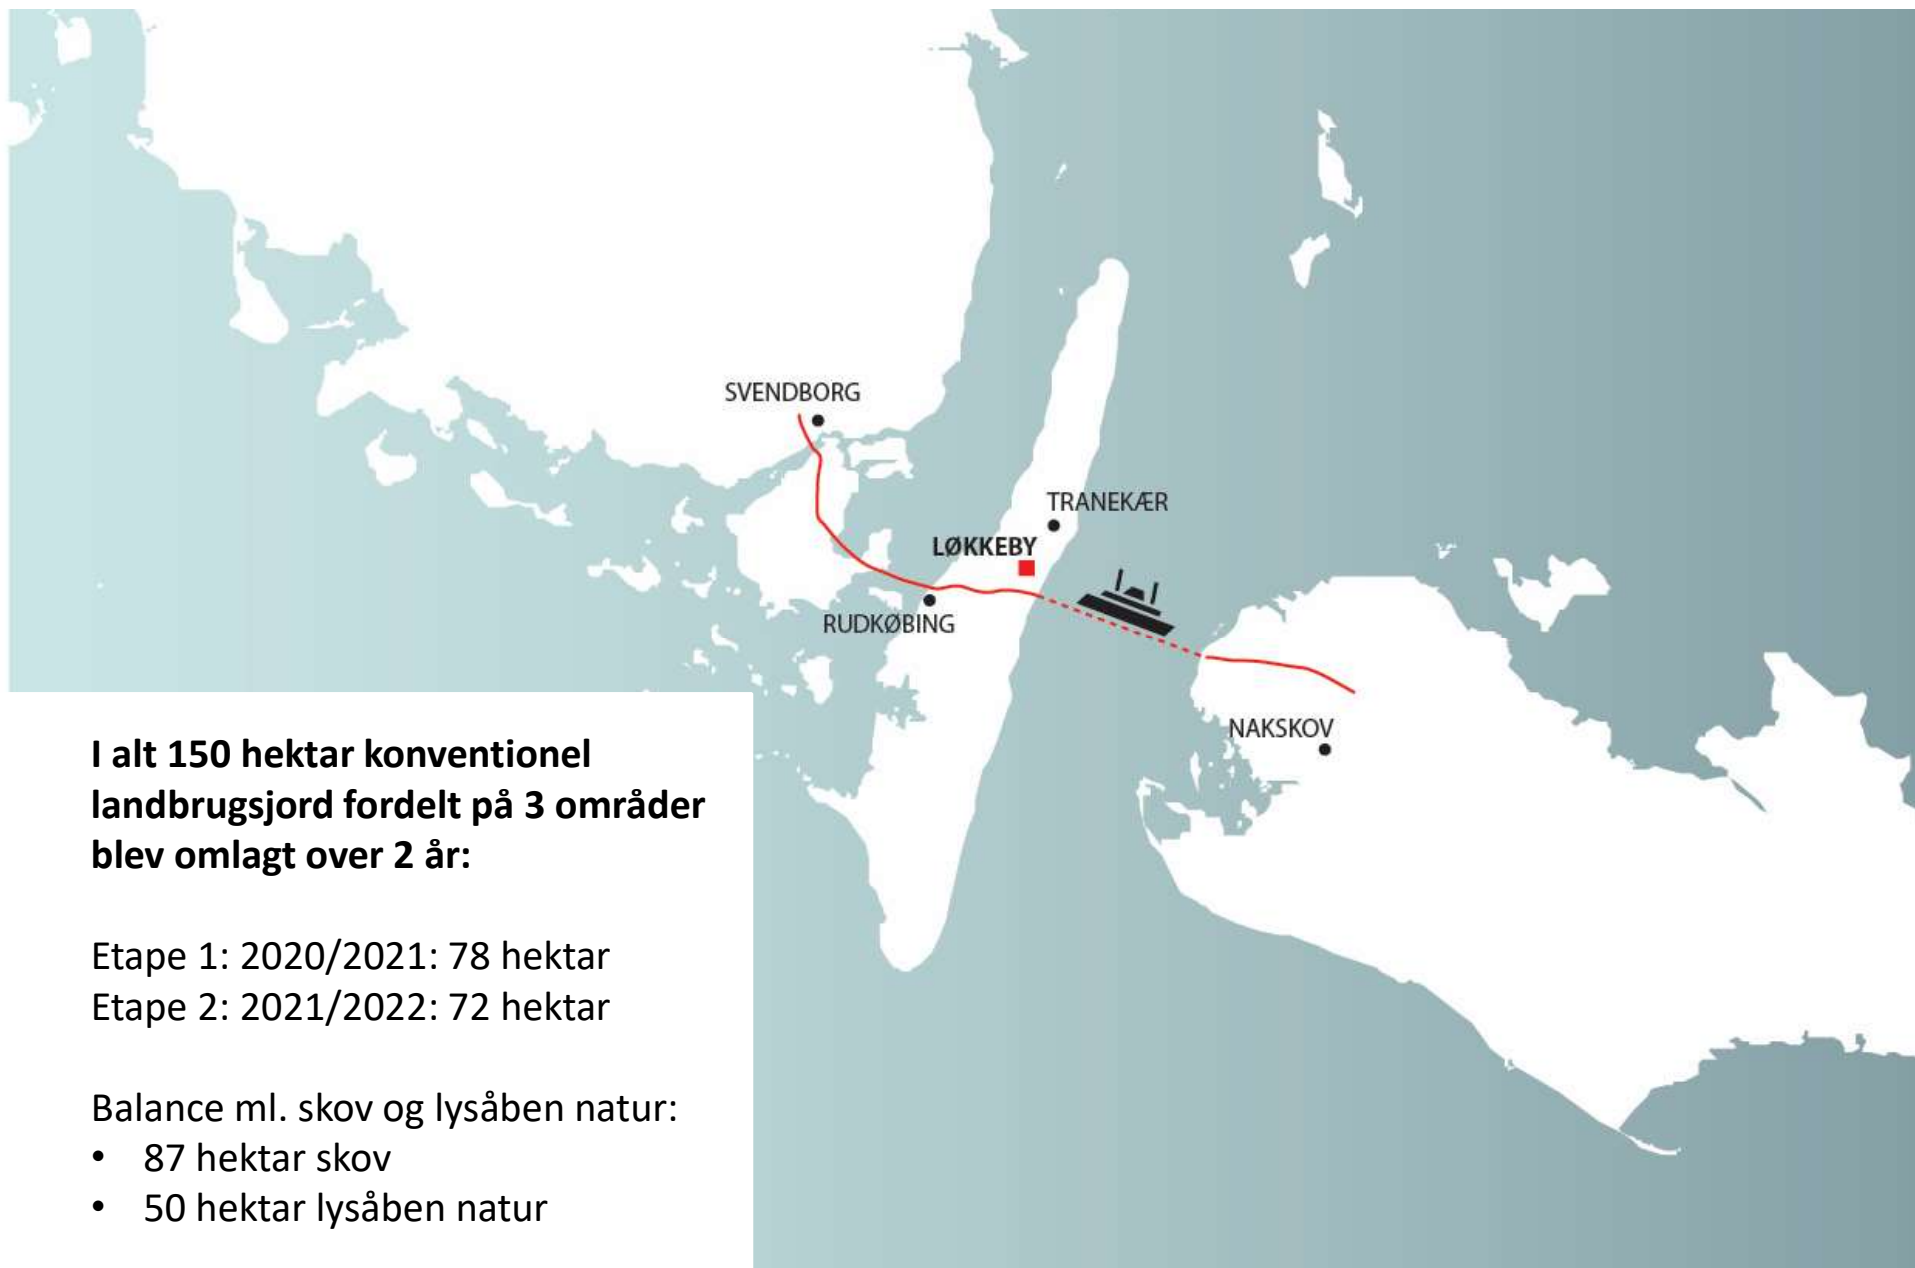 SVENDBORG
TRANEKÆR
LØKKEBY
RUDKØBING
NAKSKOV
I alt 150 hektar konventionel
landbrugsjord fordelt på 3 områder
blev omlagt over 2 år:
Etape 1: 2020/2021: 78 hektar
Etape 2: 2021/2022: 72 hektar
Balance ml. skov og lysåben natur:
• 87 hektar skov
• 50 hektar lysåben natur